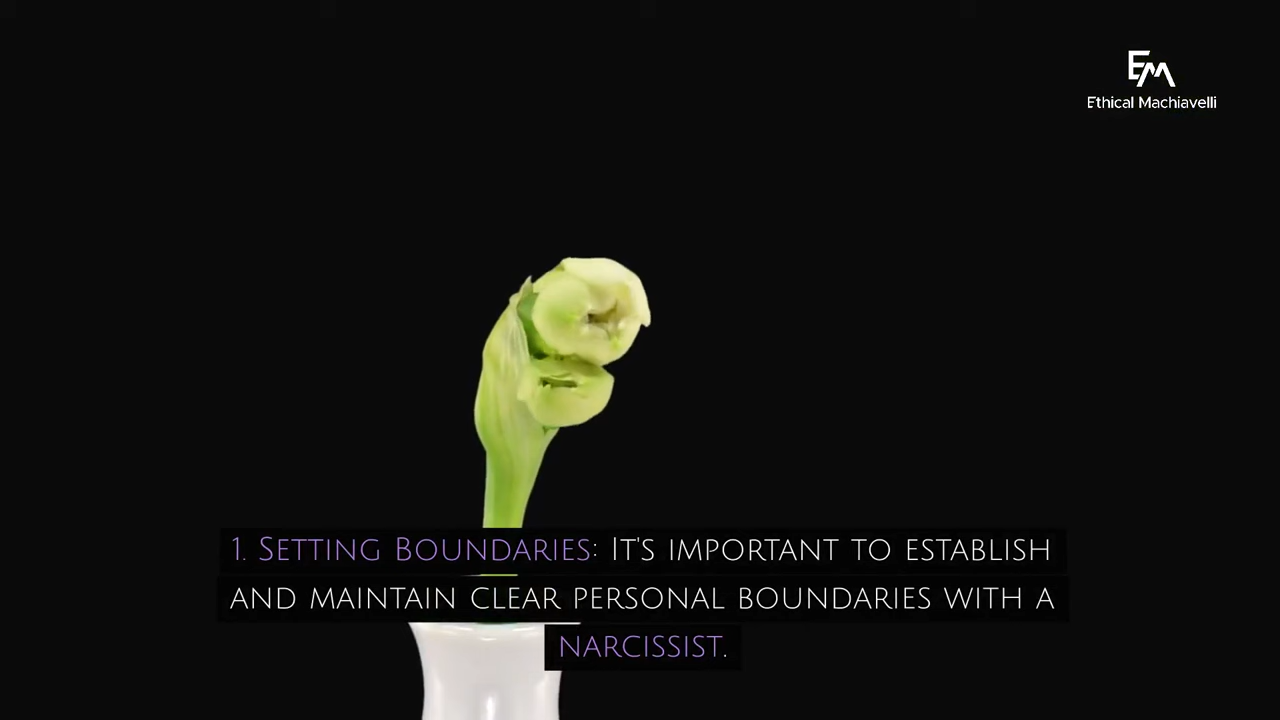 EM
Ethical Machiavelli
1. Setting Boundaries: It's important to establish
and maintain clear personal boundaries with a
narcissist.